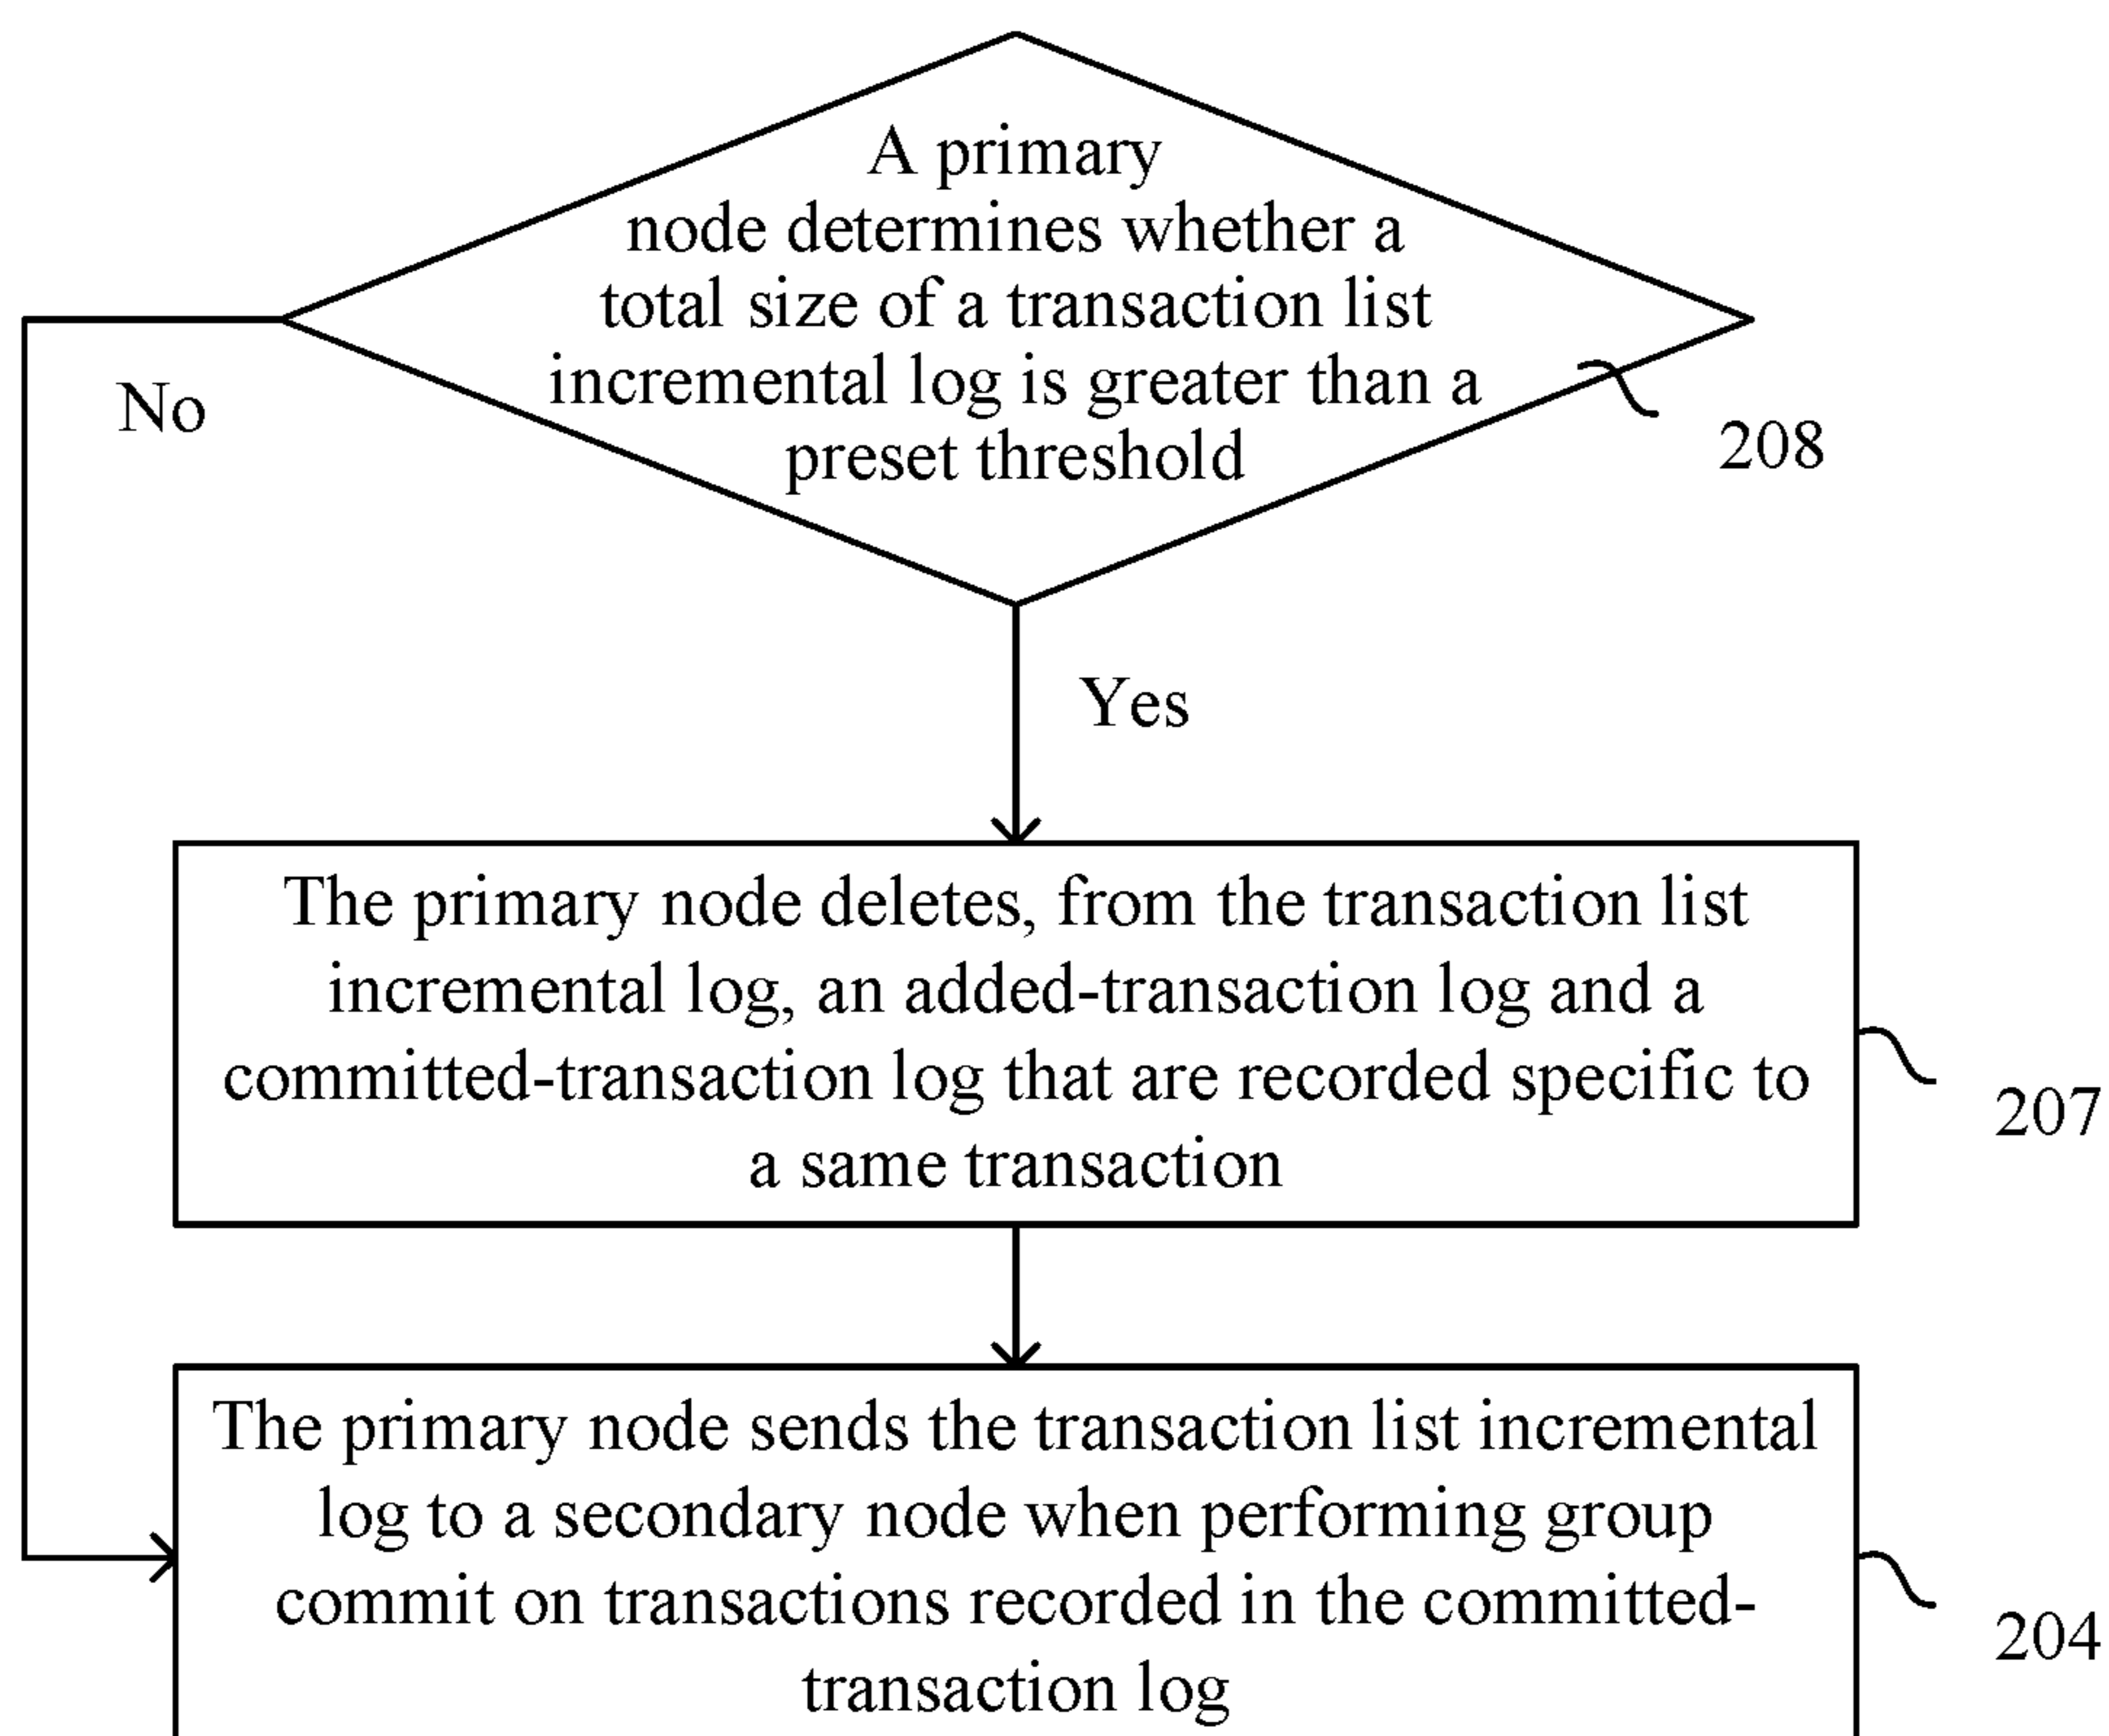 A primary
node determines whether a
total size of a transaction list
incremental log is greater than a
preset threshold
No
208
Yes
The primary node deletes, from the transaction list
incremental log, an added-transaction log and a
committed-transaction log that are recorded specific to
a same transaction
207
The primary node sends the transaction list incremental
log to a secondary node when performing group
commit on transactions recorded in the committed-
transaction log
204